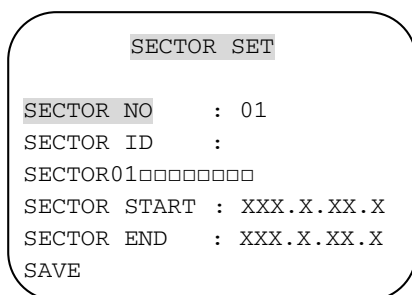 SECTOR SET
SECTOR NO : 01
SECTOR ID :
SECTOR01□□□□□□□□
SECTOR START : XXX.X.XX.X
SECTOR END : XXX.X.XX.X
SAVE